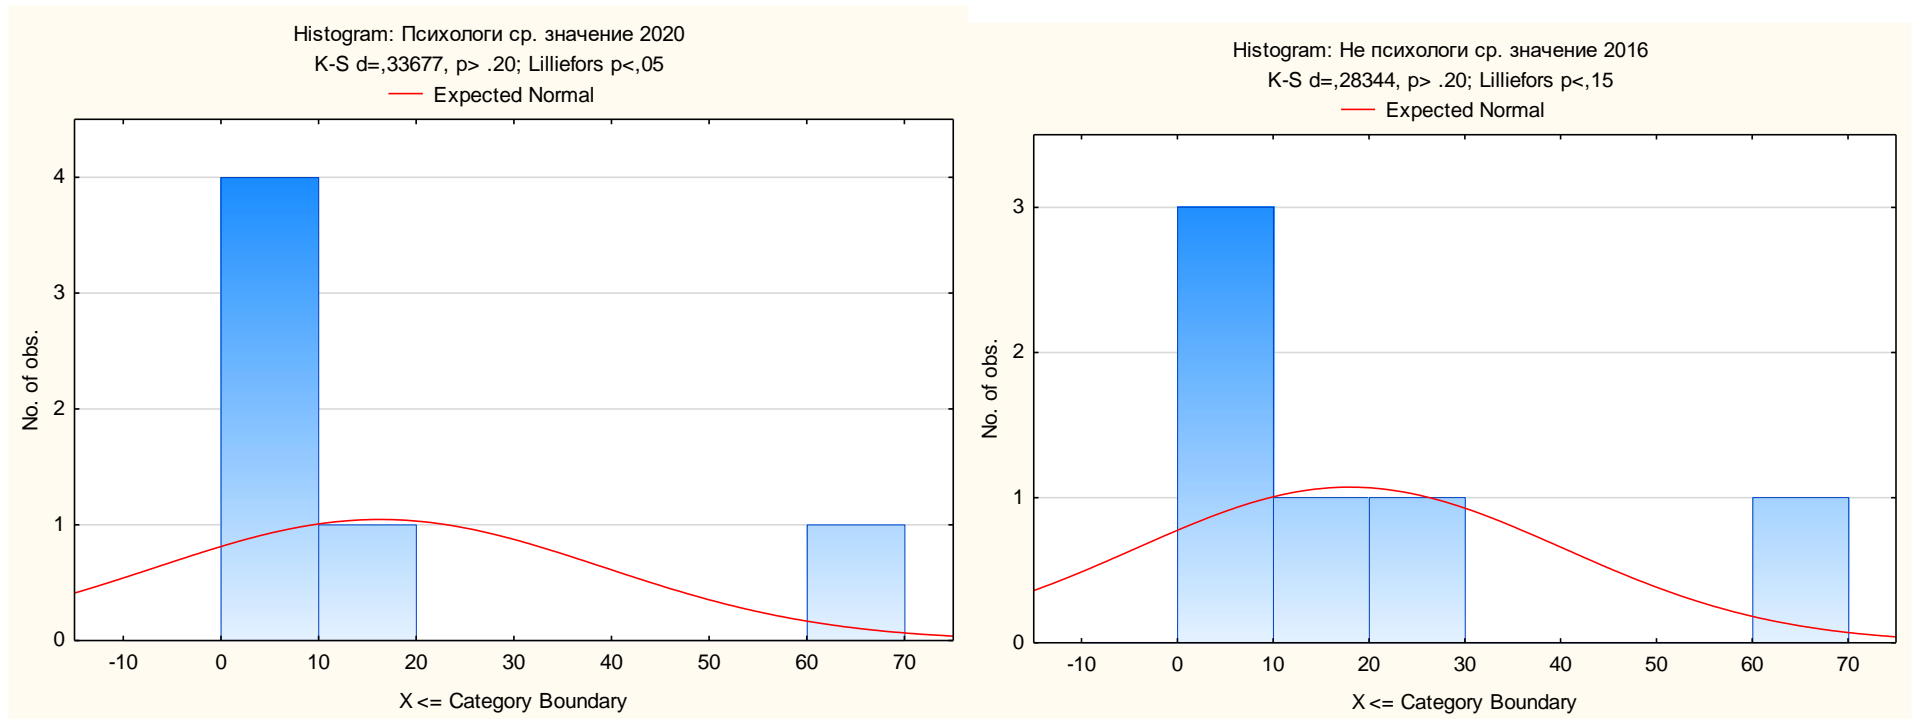 Histogram: Психологи ср. значение 2020
K-S d=,33677, p> .20; Lilliefors p<,05
Expected Normal
4
3
2
1
0
No. of obs.
-10 0 10 20 30 40 50 60 70
X <= Category Boundary
Histogram: Не психологи ср. значение 2016
K-S d=,28344, p> .20; Lilliefors p<,15
Expected Normal
3
2
1
0
No. of obs.
-10 0 10 20 30 40 50 60 70
X <= Category Boundary